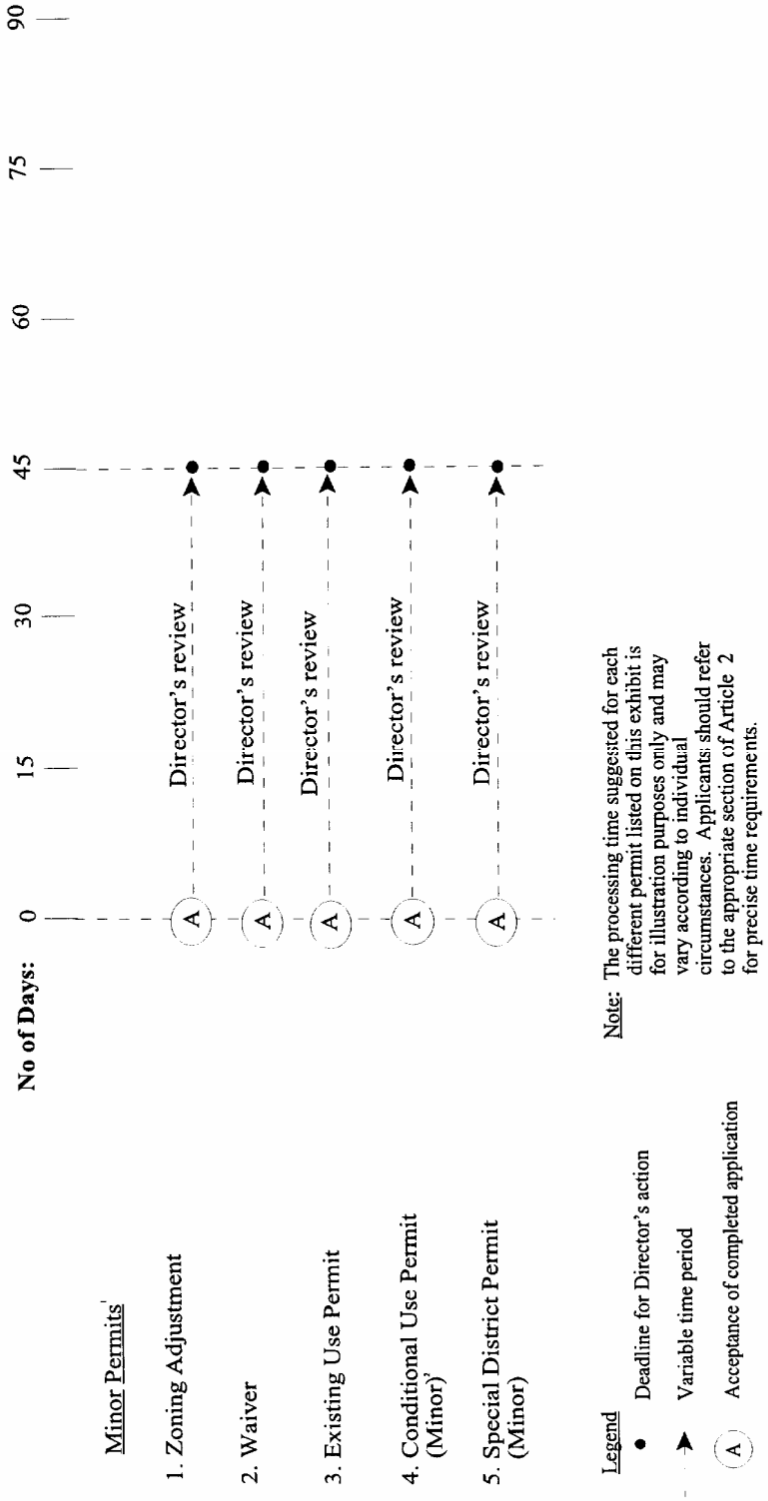 No of Days: 0 15 30 45 60 75 90
Minor Permits¹
1. Zoning Adjustment
A Director's review
2. Waiver
A Director's review
3. Existing Use Permit
A Director's review
4. Conditional Use Permit
(Minor)
A Director's review
5. Special District Permit
(Minor)
A Director's review
Legend
Deadline for Director's action
Variable time period
A Acceptance of completed application
Note: The processing time suggested for each
different permit listed on this exhibit is
for illustration purposes only and may
vary according to individual
circumstances. Applicants should refer
to the appropriate section of Article 2
for precise time requirements.